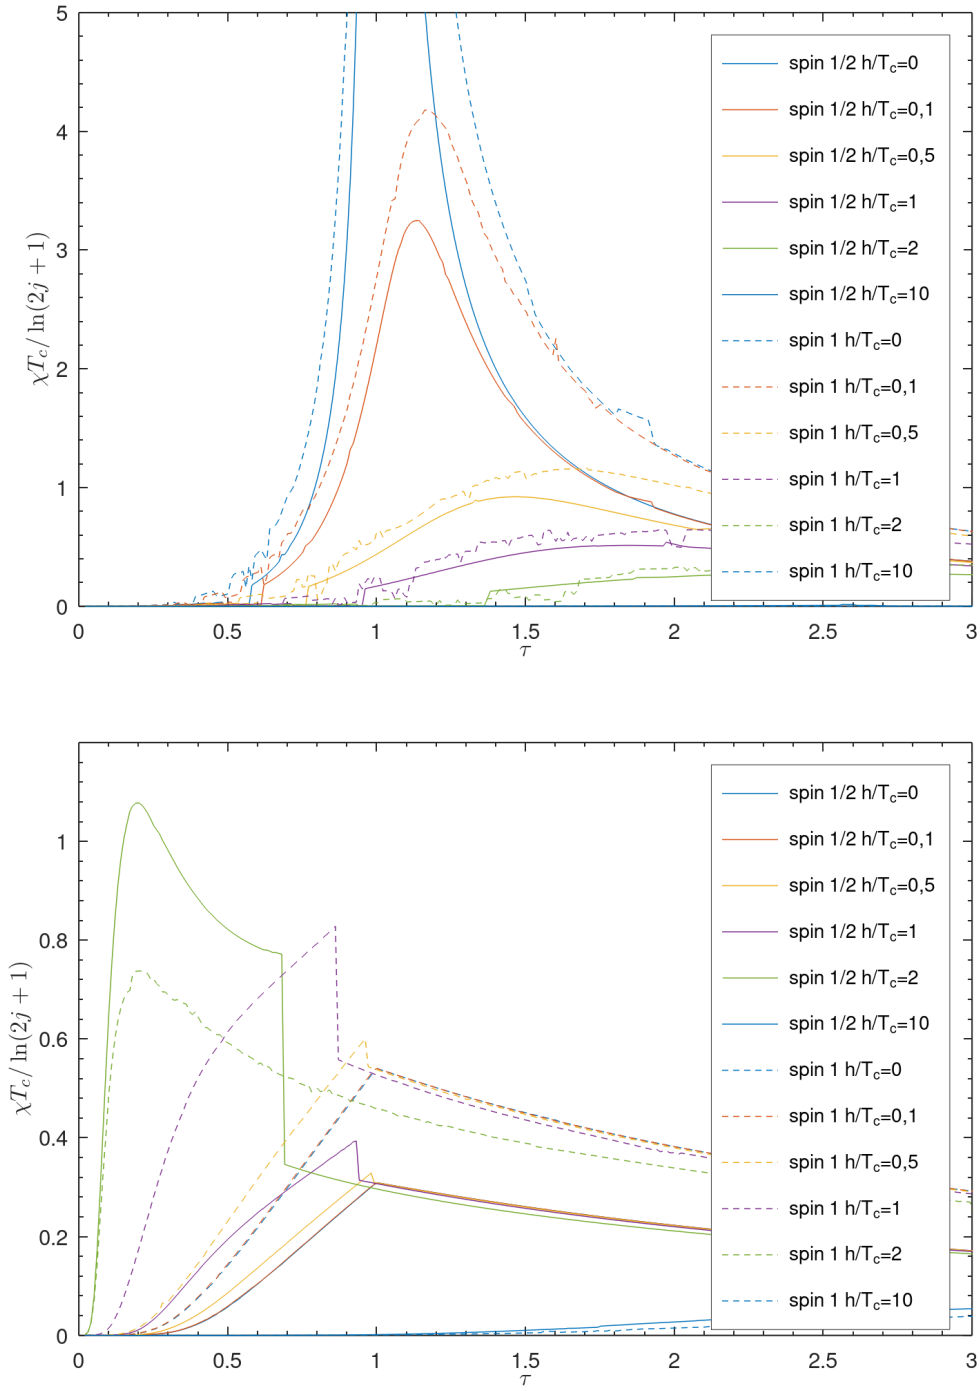 5
4
3
2
1
0
χT_c/ ln(2j + 1)
0
0.5
1
1.5
2
2.5
3
τ
spin 1/2 h/T_c=0
spin 1/2 h/T_c=0,1
spin 1/2 h/T_c=0,5
spin 1/2 h/T_c=1
spin 1/2 h/T_c=2
spin 1/2 h/T_c=10
spin 1 h/T_c=0
spin 1 h/T_c=0,1
spin 1 h/T_c=0,5
spin 1 h/T_c=1
spin 1 h/T_c=2
spin 1 h/T_c=10
1
0.8
0.6
0.4
0.2
0
χT_c/ ln(2j + 1)
0
0.5
1
1.5
2
2.5
3
τ
spin 1/2 h/T_c=0
spin 1/2 h/T_c=0,1
spin 1/2 h/T_c=0,5
spin 1/2 h/T_c=1
spin 1/2 h/T_c=2
spin 1/2 h/T_c=10
spin 1 h/T_c=0
spin 1 h/T_c=0,1
spin 1 h/T_c=0,5
spin 1 h/T_c=1
spin 1 h/T_c=2
spin 1 h/T_c=10